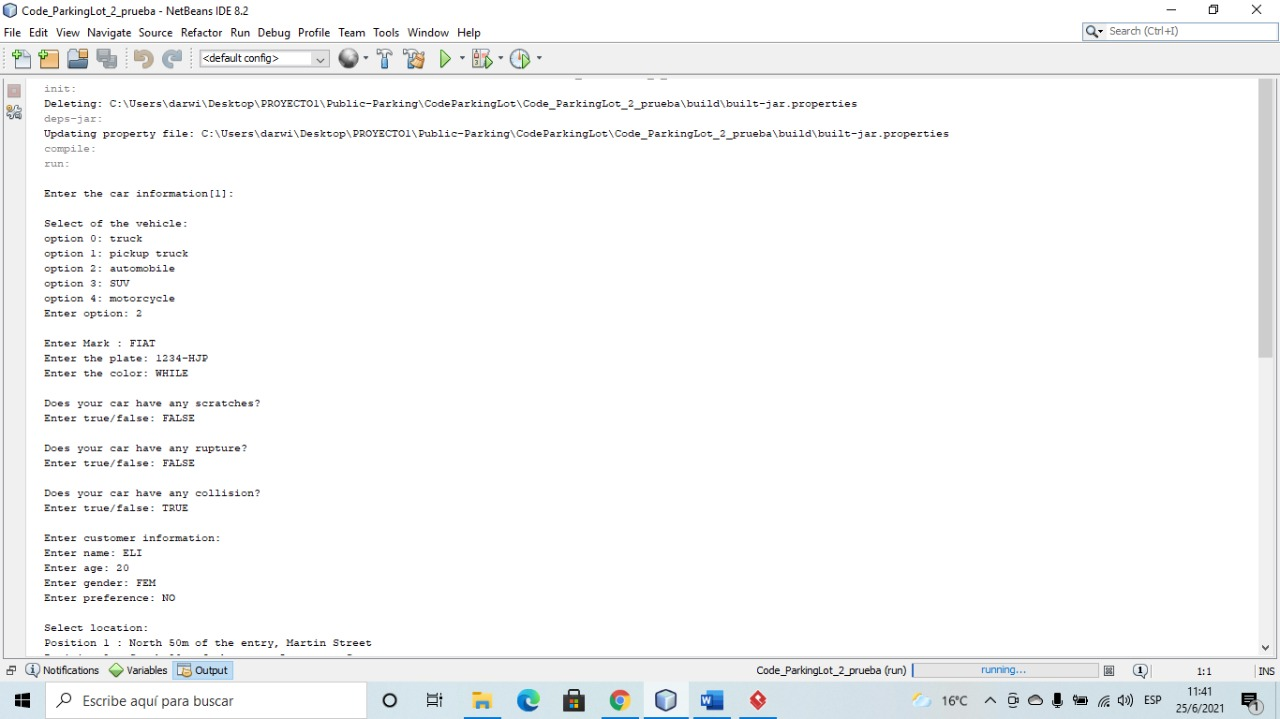 Code_ParkingLot_2_prueba - NetBeans IDE 8.2
File Edit View Navigate Source Refactor Run Debug Profile Team Tools Window Help
Search (Ctrl+I)
<default config>
init:
Deleting: C:\Users\darwi\Desktop\PROYECTO1\Public-Parking\CodeParkingLot\Code_ParkingLot_2_prueba\build\built-jar.properties
deps-jar:
Updating property file: C:\Users\darwi\Desktop\PROYECTO1\Public-Parking\CodeParkingLot\Code_ParkingLot_2_prueba\build\built-jar.properties
compile:
run:
Enter the car information[1]:
Select of the vehicle:
option 0: truck
option 1: pickup truck
option 2: automobile
option 3: SUV
option 4: motorcycle
Enter option: 2
Enter Mark : FIAT
Enter the plate: 1234-HJP
Enter the color: WHILE
Does your car have any scratches?
Enter true/false: FALSE
Does your car have any rupture?
Enter true/false: FALSE
Does your car have any collision?
Enter true/false: TRUE
Enter customer information:
Enter name: ELI
Enter age: 20
Enter gender: FEM
Enter preference: NO
Select location:
Position 1 : North 50m of the entry, Martin Street
Notifications Variables Output
Code_ParkingLot_2_prueba (run) running... 1:1 INS
Escribe aquí para buscar
16°C ESP 11:41
25/6/2021